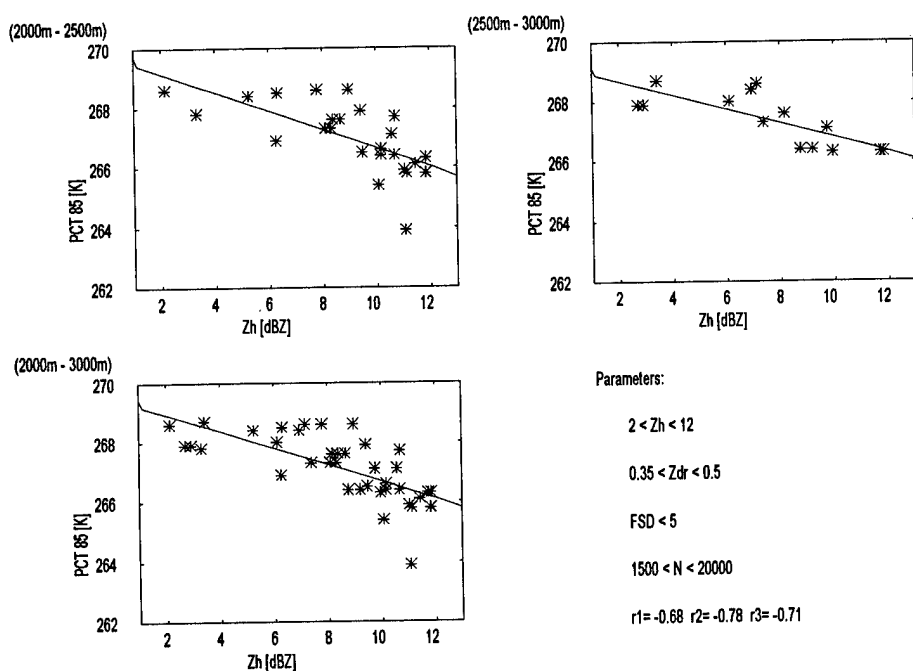 (2000m - 2500m)
270
268
266
264
262
PCT 85 [K]
2 4 6 8 10 12
Zh [dBZ]
(2500m - 3000m)
270
268
266
264
262
PCT 85 [K]
2 4 6 8 10 12
Zh [dBZ]
(2000m - 3000m)
270
268
266
264
262
PCT 85 [K]
2 4 6 8 10 12
Zh [dBZ]
Parameters:
2 < Zh < 12
0.35 < Zdr < 0.5
FSD < 5
1500 < N < 20000
r1= -0.68 r2= -0.78 r3= -0.71